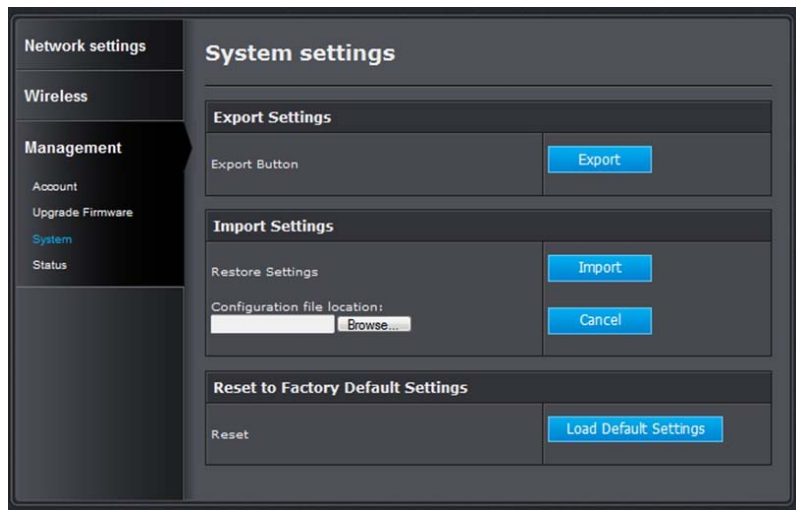 Network settings
Wireless
Management
Account
Upgrade Firmware
System
Status
System settings
Export Settings
Export Button
Export
Import Settings
Restore Settings
Import
Configuration file location:
Browse...
Cancel
Reset to Factory Default Settings
Reset
Load Default Settings